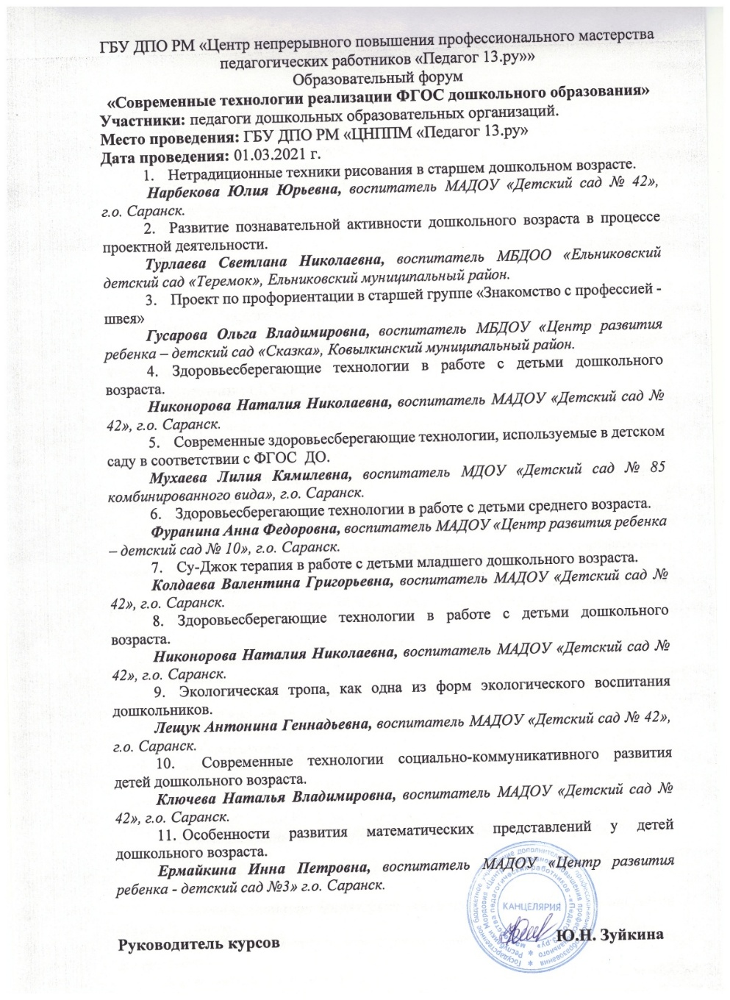 ГБУ ДПО РМ «Центр непрерывного повышения профессионального мастерства
педагогических работников «Педагог 13.ру»»
Образовательный форум
«Современные технологии реализации ФГОС дошкольного образования»
Участники: педагоги дошкольных образовательных организаций.
Место проведения: ГБУ ДПО РМ «ЦНППМ «Педагог 13.ру»
Дата проведения: 01.03.2021 г.
1. Нетрадиционные техники рисования в старшем дошкольном возрасте.
Нарбекова Юлия Юрьевна, воспитатель МАДОУ «Детский сад № 42»,
г.о. Саранск.
2. Развитие познавательной активности дошкольного возраста в процессе
проектной деятельности.
Турлаева Светлана Николаевна, воспитатель МБДОО «Ельниковский
детский сад «Теремок», Ельниковский муниципальный район.
3. Проект по профориентации в старшей группе «Знакомство с профессией -
швея»
Гусарова Ольга Владимировна, воспитатель МБДОУ «Центр развития
ребенка – детский сад «Сказка», Ковылкинский муниципальный район.
4. Здоровьесберегающие технологии в работе с детьми дошкольного
возраста.
Никонорова Наталия Николаевна, воспитатель МАДОУ «Детский сад №
42», г.о. Саранск.
5. Современные здоровьесберегающие технологии, используемые в детском
саду в соответствии с ФГОС ДО.
Мухаева Лилия Кямилевна, воспитатель МДОУ «Детский сад № 85
комбинированного вида», г.о. Саранск.
6. Здоровьесберегающие технологии в работе с детьми среднего возраста.
Фуранина Анна Федоровна, воспитатель МАДОУ «Центр развития ребенка
– детский сад № 10», г.о. Саранск.
7. Су-Джок терапия в работе с детьми младшего дошкольного возраста.
Колдаева Валентина Григорьевна, воспитатель МАДОУ «Детский сад №
42», г.о. Саранск.
8. Здоровьесберегающие технологии в работе с детьми дошкольного
возраста.
Никонорова Наталия Николаевна, воспитатель МАДОУ «Детский сад №
42», г.о. Саранск.
9. Экологическая тропа, как одна из форм экологического воспитания
дошкольников.
Лещук Антонина Геннадьевна, воспитатель МАДОУ «Детский сад № 42»,
г.о. Саранск.
10. Современные технологии социально-коммуникативного развития
детей дошкольного возраста.
Ключева Наталья Владимировна, воспитатель МАДОУ «Детский сад №
42», г.о. Саранск.
11. Особенности развития математических представлений у детей
дошкольного возраста.
Ермайкина Инна Петровна, воспитатель МАДОУ «Центр развития
ребенка - детский сад №3» г.о. Саранск.
КАНЦЕЛЯРИЯ
Руководитель курсов Ю.Н. Зуйкина